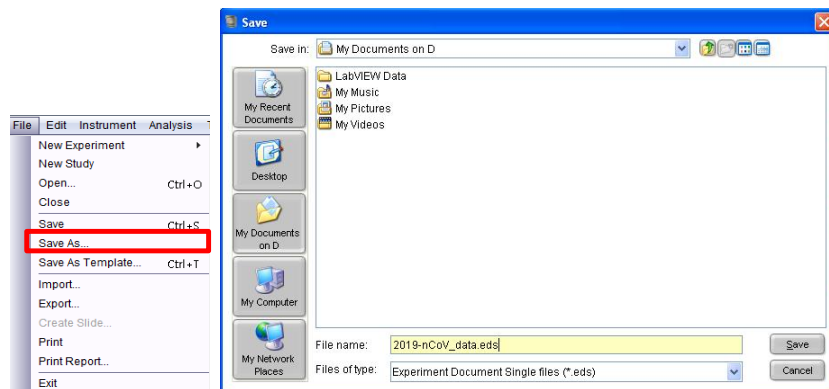 File Edit Instrument Analysis
New Experiment
New Study
Open... Ctrl+O
Close
Save Ctrl+S
Save As...
Save As Template... Ctrl+T
Import...
Export...
Create Slide...
Print
Print Report...
Exit
Save
Save in: My Documents on D
My Recent
Documents
Desktop
My Documents
on D
My Computer
My Network
Places
LabVIEW Data
My Music
My Pictures
My Videos
File name: 2019-nCoV_data.eds Save
Files of type: Experiment Document Single files (*.eds) Cancel